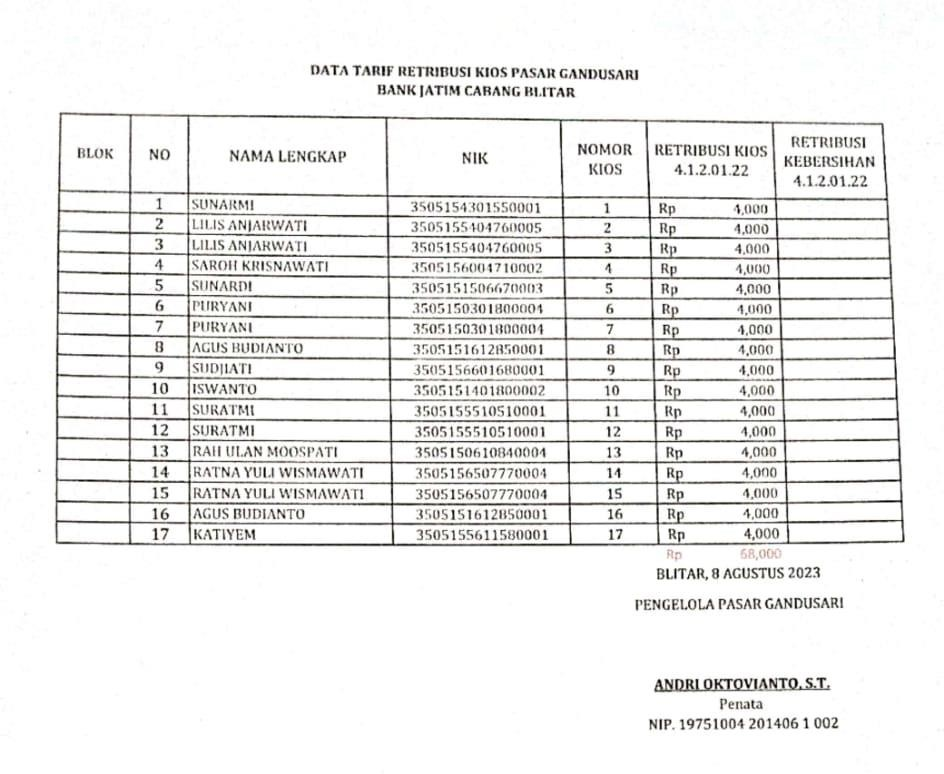 DATA TARIF RETRIBUSI KIOS PASAR GANDUSARI
BANK JATIM CABANG BLITAR
BLOK NO NAMA LENGKAP NIK NOMOR KIOS RETRIBUSI KIOS 4.1.2.01.22 RETRIBUSI KEBERSIHAN 4.1.2.01.22
1 SUNARMI 3505154301550001 1 Rp 4,000
2 LILIS ANJARWATI 3505155404760005 2 Rp 4,000
3 LILIS ANJARWATI 3505155404760005 3 Rp 4,000
4 SAROH KRISNAWATI 3505156004710002 4 Rp 4,000
5 SUNARDI 3505151506670003 5 Rp 4,000
6 PURYANI 3505150301800004 6 Rp 4,000
7 PURYANI 3505150301800004 7 Rp 4,000
8 AGUS BUDIANTO 3505151612850001 8 Rp 4,000
9 SUDJIATI 3505156601680001 9 Rp 4,000
10 ISWANTO 3505151401800002 10 Rp 4,000
11 SURATMI 3505155510510001 11 Rp 4,000
12 SURATMI 3505155510510001 12 Rp 4,000
13 RAH ULAN MOOSPATI 3505150610840004 13 Rp 4,000
14 RATNA YULI WISMAWATI 3505156507770004 14 Rp 4,000
15 RATNA YULI WISMAWATI 3505156507770004 15 Rp 4,000
16 AGUS BUDIANTO 3505151612850001 16 Rp 4,000
17 KATIYEM 3505155611580001 17 Rp 4,000
Rp 68,000
BLITAR, 8 AGUSTUS 2023
PENGELOLA PASAR GANDUSARI
ANDRI OKTOVIANTO, S.T.
Penata
NIP. 19751004 201406 1 002